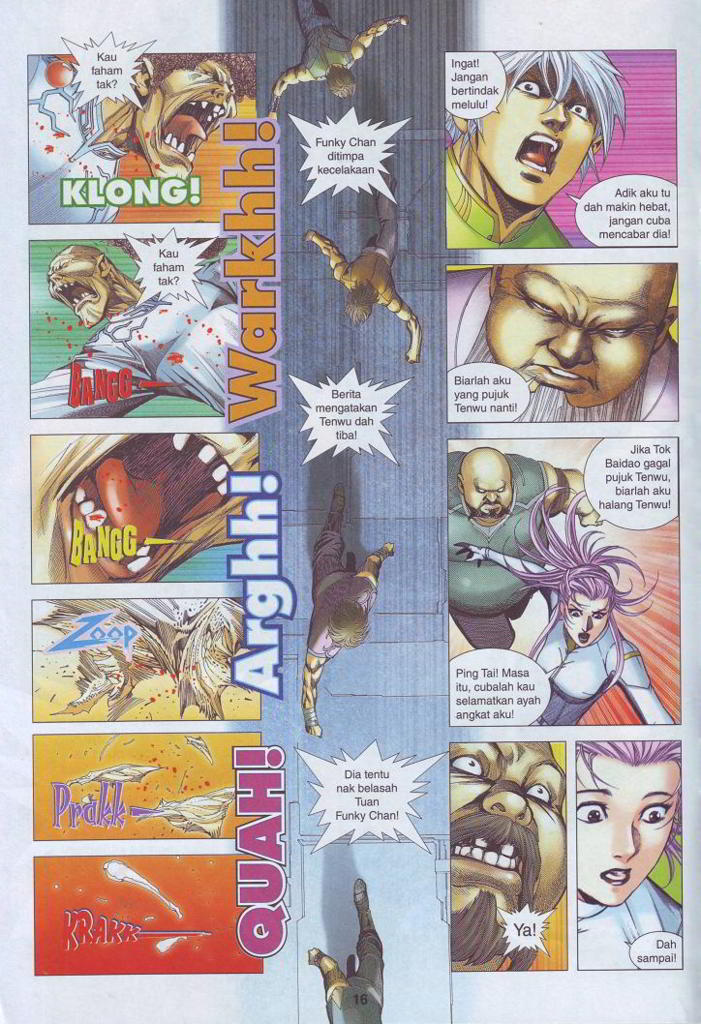 Kau
faham
tak?
KLONG!
Kau
faham
tak?
BANGG
BANGG
Zoop
Prakk
KRAKK
Warkhh!
Arghh!
QUAH!
Funky Chan
ditimpa
kecelakaan
Berita
mengatakan
Tenwu dah
tiba!
Dia tentu
nak belasah
Tuan
Funky Chan!
16
Ingat!
Jangan
bertindak
melulu!
Adik aku tu
dah makin hebat,
jangan cuba
mencabar dia!
Biarlah aku
yang pujuk
Tenwu nanti!
Jika Tok
Baidao gagal
pujuk Tenwu,
biarlah aku
halang Tenwu!
Ping Tai! Masa
itu, cubalah kau
selamatkan ayah
angkat aku!
Ya!
Dah
sampai!